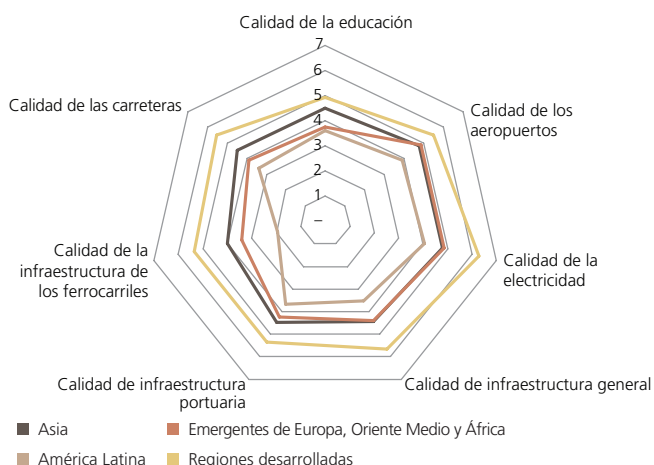 Calidad de la educación
7
6
5
4
3
2
1
–
Calidad de los
aeropuertos
Calidad de la
electricidad
Calidad de infraestructura general
Calidad de infraestructura
portuaria
Calidad de la
infraestructura de
los ferrocarriles
Calidad de las carreteras
Asia
Emergentes de Europa, Oriente Medio y África
América Latina
Regiones desarrolladas